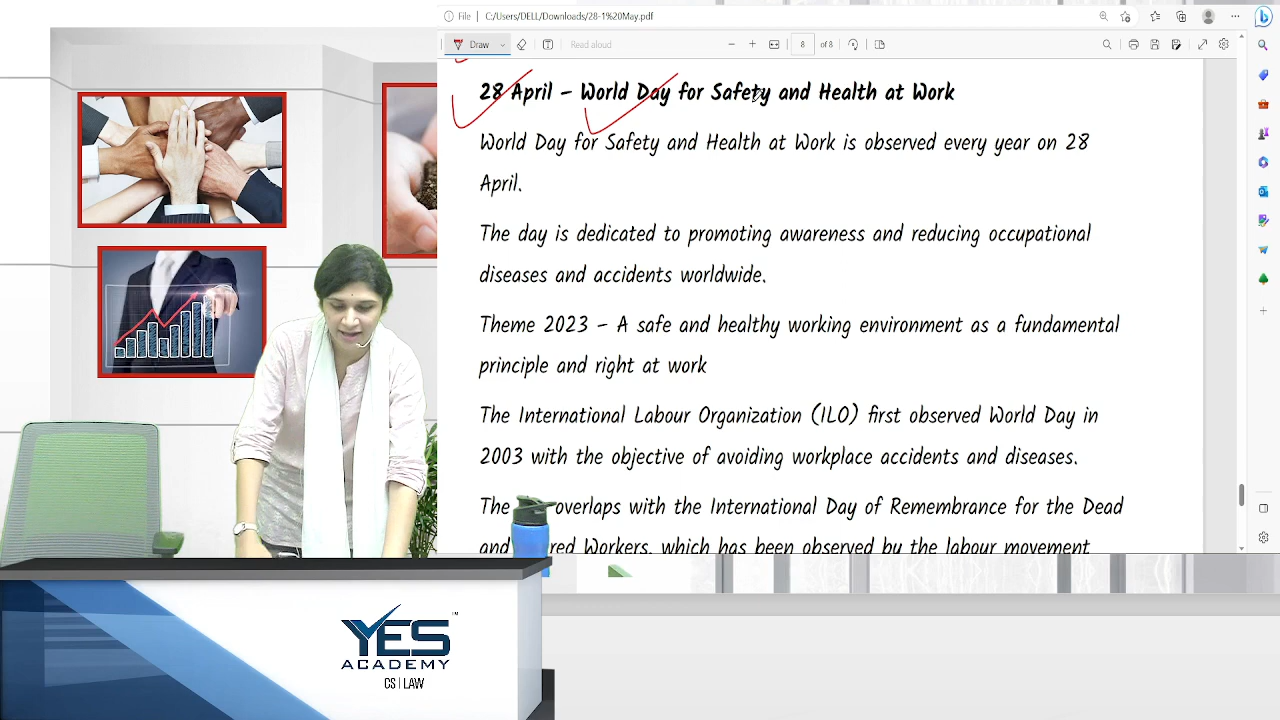 File
C:/Users/DELL/Downloads/28-1%20May.pdf
Draw
Read aloud
8
of 8
28 April – World Day for Safety and Health at Work
World Day for Safety and Health at Work is observed every year on 28
April.
The day is dedicated to promoting awareness and reducing occupational
diseases and accidents worldwide.
Theme 2023 – A safe and healthy working environment as a fundamental
principle and right at work
The International Labour Organization (ILO) first observed World Day in
2003 with the objective of avoiding workplace accidents and diseases.
The overlaps with the International Day of Remembrance for the Dead
and Workers, which has been observed by the labour movement
YES
TM
ACADEMY
CS | LAW